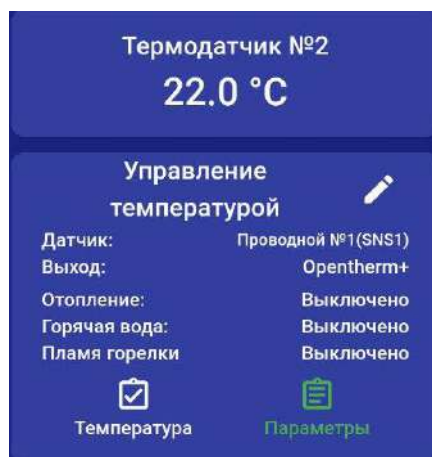 Термодатчик №2
22.0 °C
Управление
температурой
Датчик: Проводной №1(SNS1)
Выход: Opentherm+
Отопление: Выключено
Горячая вода: Выключено
Пламя горелки Выключено
Температура Параметры